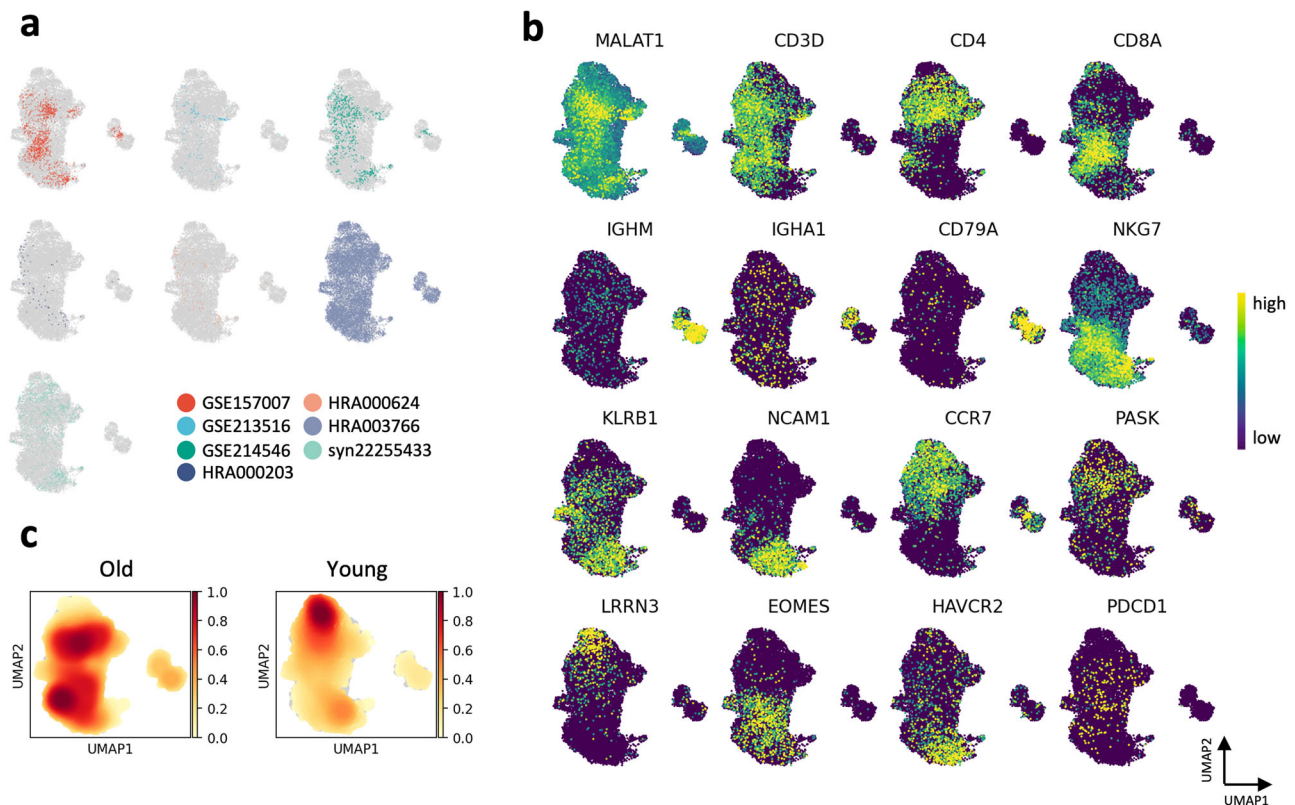 a
GSE157007
GSE213516
GSE214546
HRA000203
HRA000624
HRA003766
syn22255433
b
MALAT1 CD3D CD4 CD8A
IGHM IGHA1 CD79A NKG7
KLRB1 NCAM1 CCR7 PASK
LRRN3 EOMES HAVCR2 PDCD1
high
low
UMAP2
UMAP1
c
Old
1.0
0.8
0.6
0.4
0.2
0.0
UMAP2
UMAP1
Young
1.0
0.8
0.6
0.4
0.2
0.0
UMAP2
UMAP1